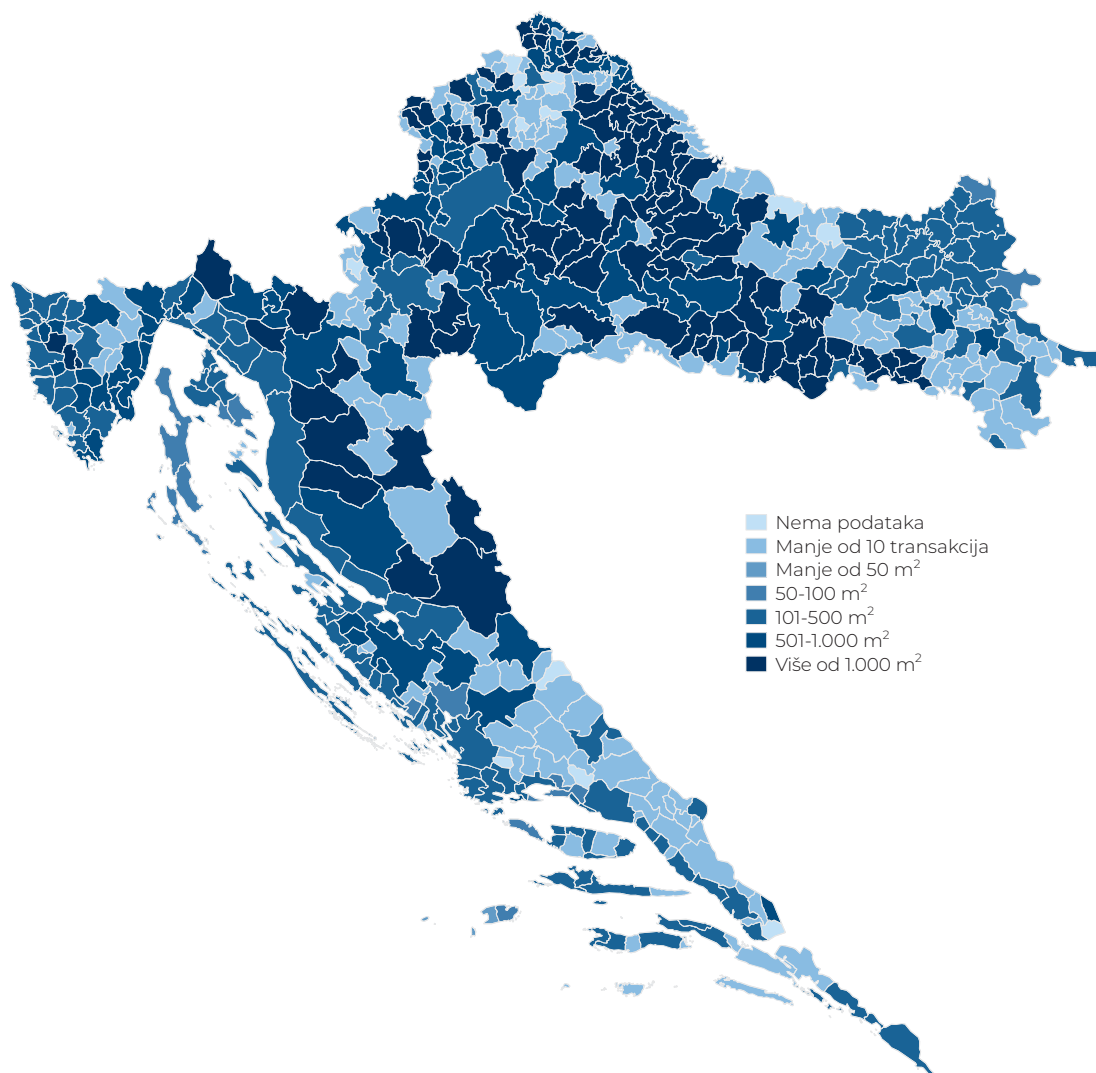 Nema podataka
Manje od 10 transakcija
Manje od 50 m²
50-100 m²
101-500 m²
501-1.000 m²
Više od 1.000 m²